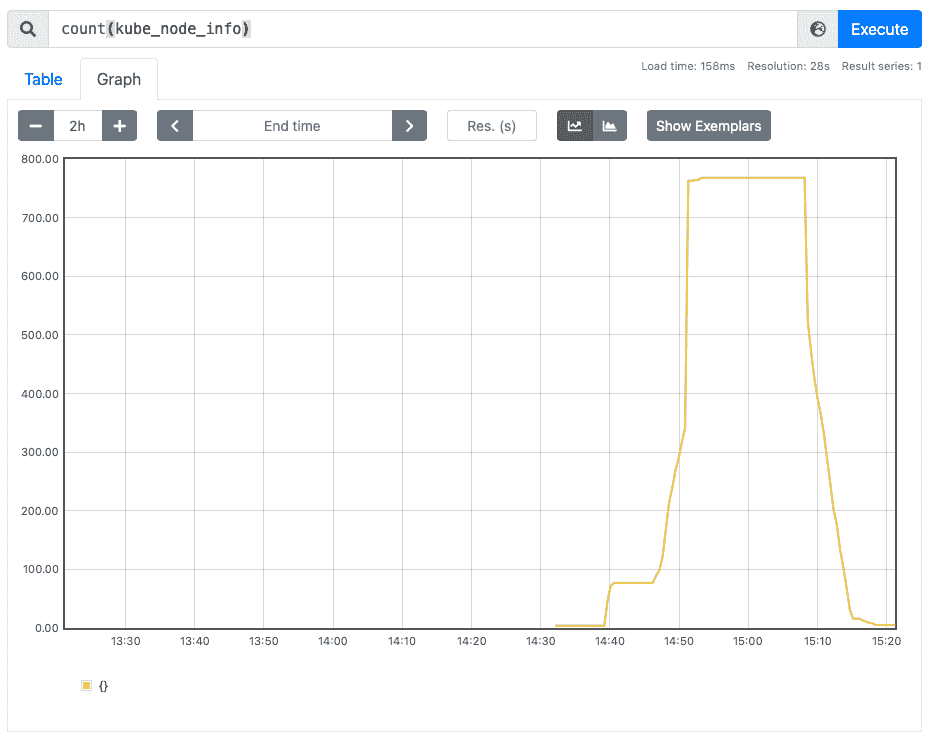 count(kube_node_info)
Execute
Load time: 158ms Resolution: 28s Result series: 1
Table Graph
2h End time Res. (s) Show Exemplars
800.00
700.00
600.00
500.00
400.00
300.00
200.00
100.00
0.00
13:30 13:40 13:50 14:00 14:10 14:20 14:30 14:40 14:50 15:00 15:10 15:20
{}